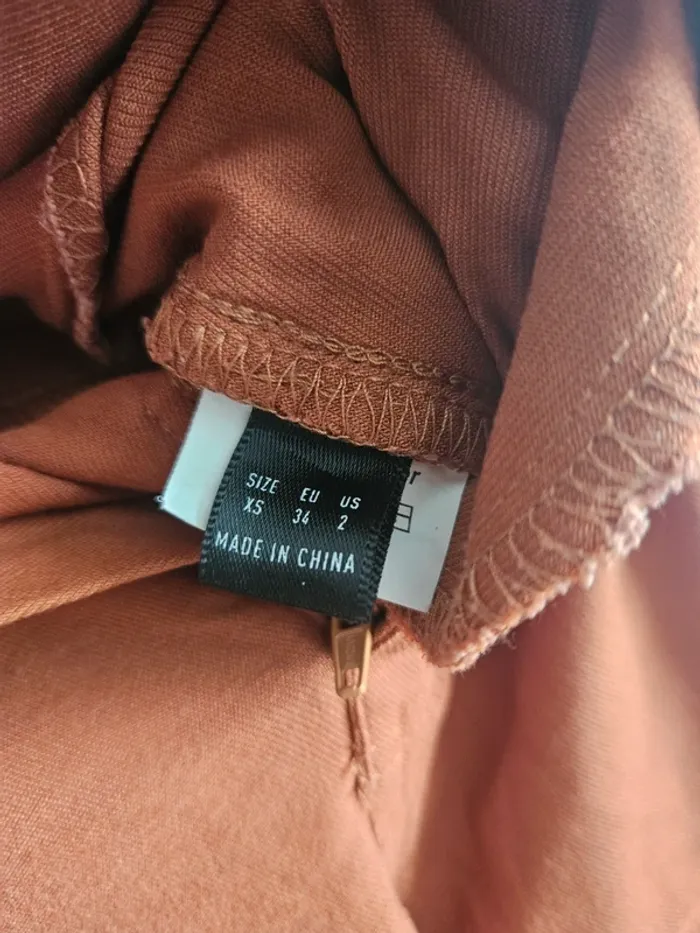 SIZE EU US
XS 34 2
MADE IN CHINA
r